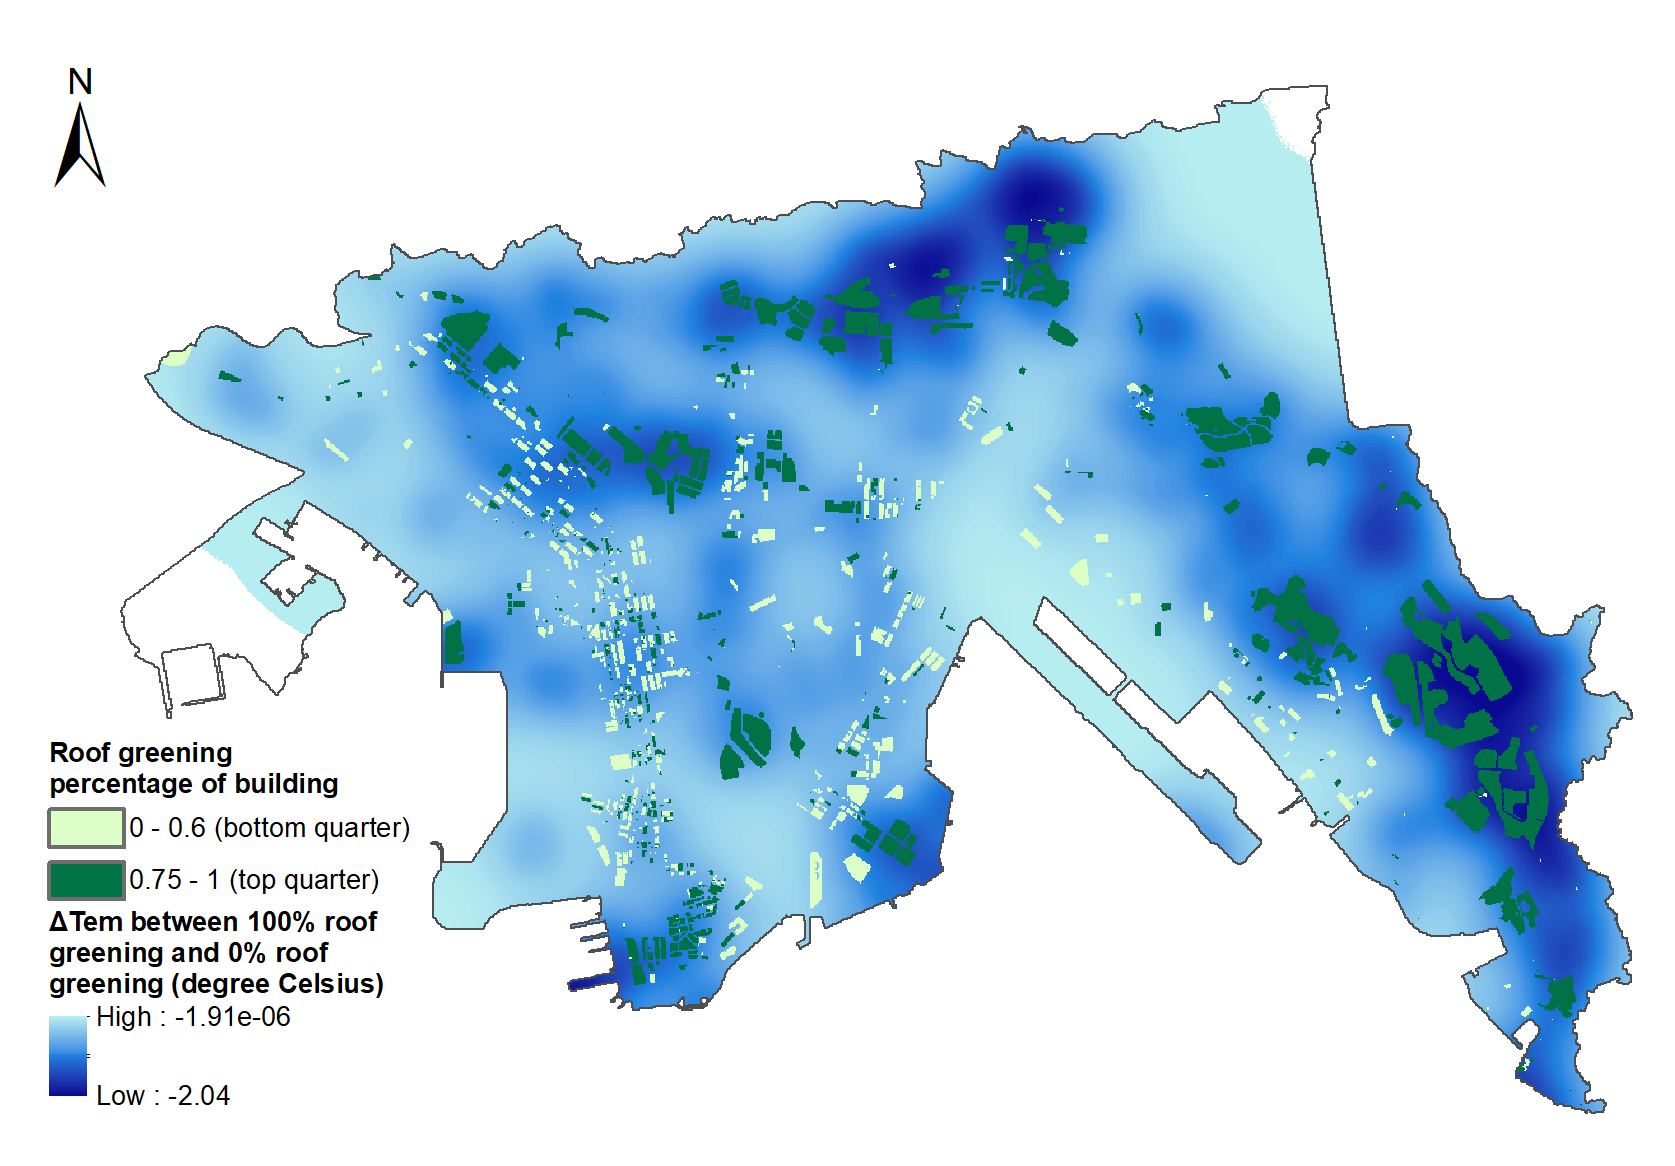 N
Roof greening
percentage of building
0 - 0.6 (bottom quarter)
0.75 - 1 (top quarter)
ΔTem between 100% roof
greening and 0% roof
greening (degree Celsius)
High : -1.91e-06
Low : -2.04